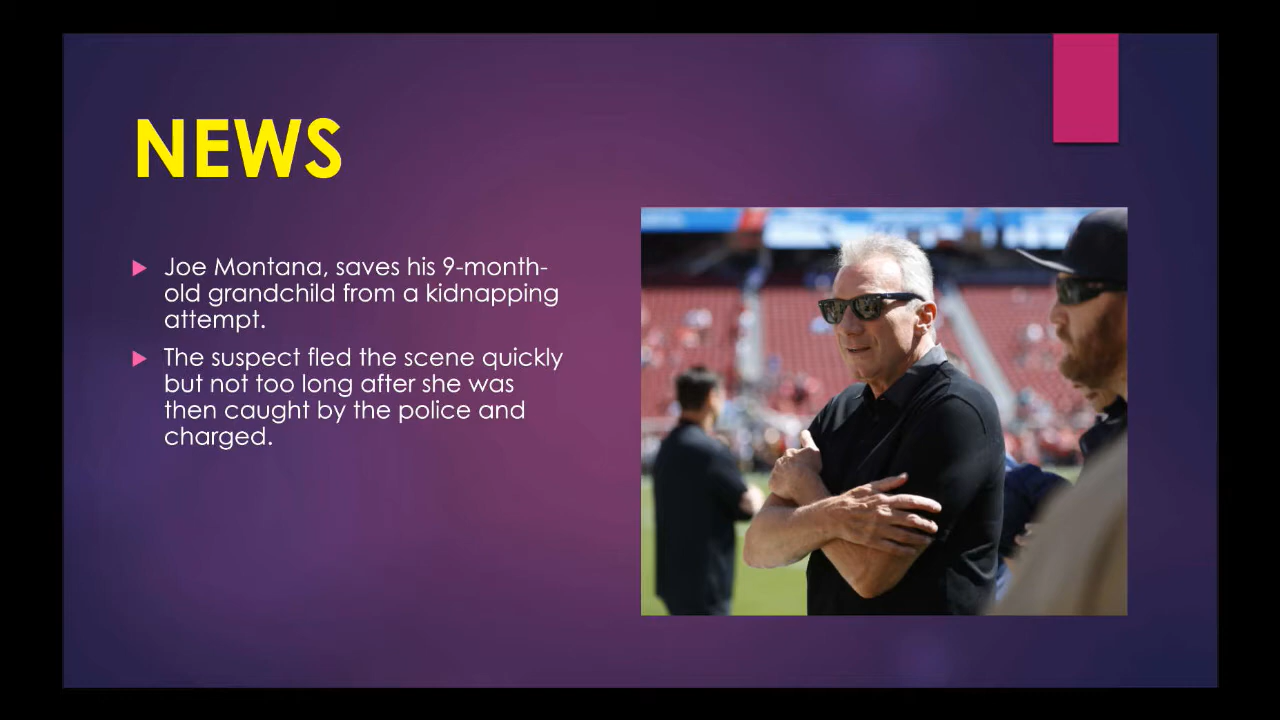 NEWS
Joe Montana, saves his 9-month-
old grandchild from a kidnapping
attempt.
The suspect fled the scene quickly
but not too long after she was
then caught by the police and
charged.